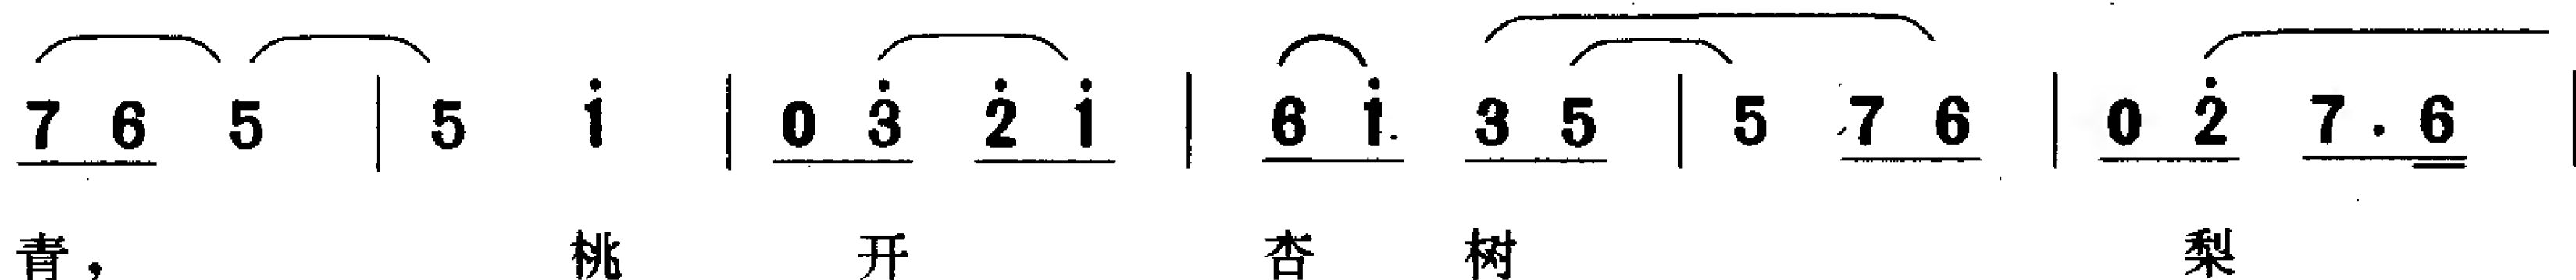 7 6 5 | 5 i | 0 3̇ 2̇ i | 6 i 3 5 | 5 7 6 | 0 2̇ 7 . 6 |
青， 桃 开 杏 树 梨